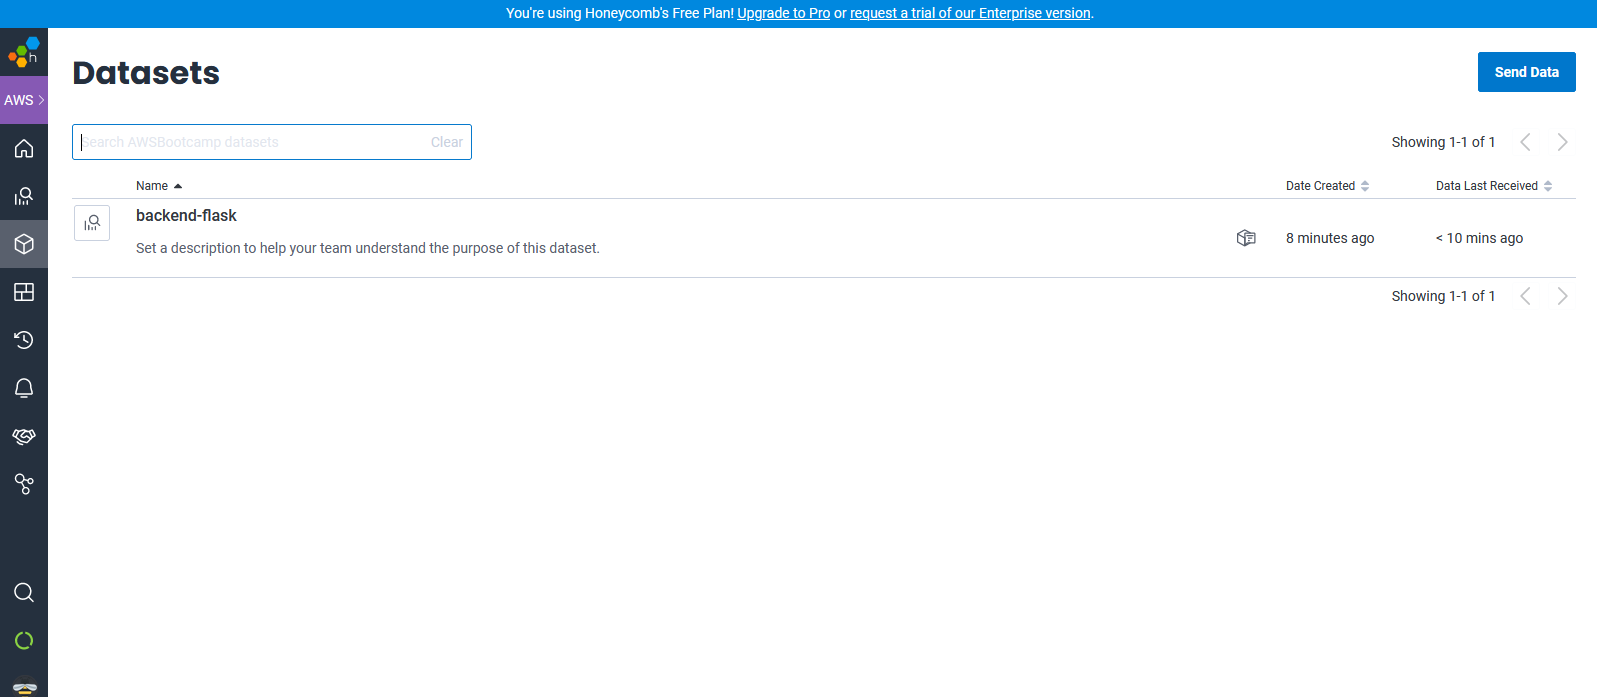 You're using Honeycomb's Free Plan! Upgrade to Pro or request a trial of our Enterprise version.
h
Datasets
Send Data
AWS
Search AWSBootcamp datasets
Clear
Showing 1-1 of 1
Name
Date Created
Data Last Received
backend-flask
Set a description to help your team understand the purpose of this dataset.
8 minutes ago
< 10 mins ago
Showing 1-1 of 1